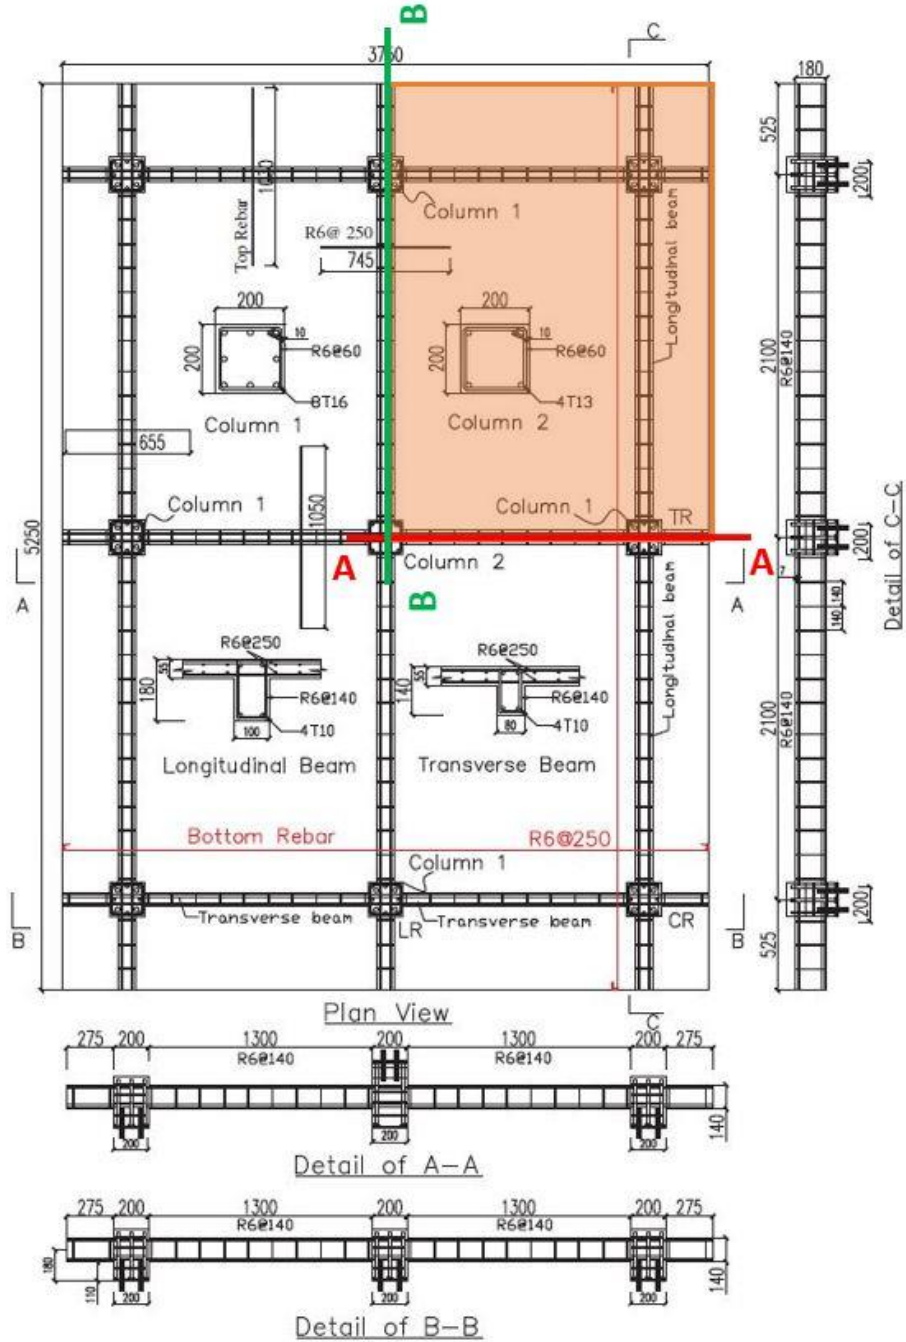 B
C
3750
180
525
200
1030
Top Rebar
Column 1
R6@ 250
745
Longitudinal beam
200
200
10
R6@60
8T16
Column 1
200
200
10
R6@60
4T13
Column 2
2100
R6@140
655
1050
Column 1
Column 1
TR
5250
200
A
A
Column 2
B
A
A
7
140
140
Detail of C-C
Longitudinal beam
R6@250
55
180
R6@140
100
4T10
Longitudinal Beam
R6@250
55
140
R6@140
80
4T10
Transverse Beam
2100
R6@140
Bottom Rebar
R6@250
Column 1
200
Transverse beam
Transverse beam
LR
CR
B
B
525
Plan View
C
275 200 1300 200 1300 200 275
R6@140 R6@140
140
200 200 200
Detail of A-A
275 200 1300 200 1300 200 275
R6@140 R6@140
180
110
140
200 200 200
Detail of B-B